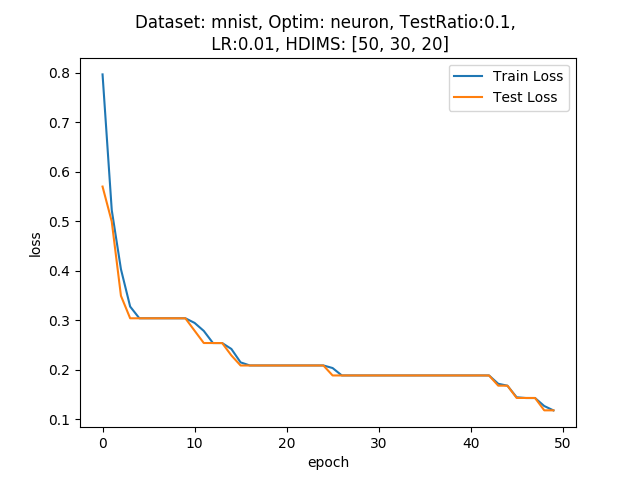 Dataset: mnist, Optim: neuron, TestRatio:0.1,
LR:0.01, HDIMS: [50, 30, 20]
Train Loss
Test Loss
0.8
0.7
0.6
0.5
0.4
0.3
0.2
0.1
loss
0 10 20 30 40 50
epoch